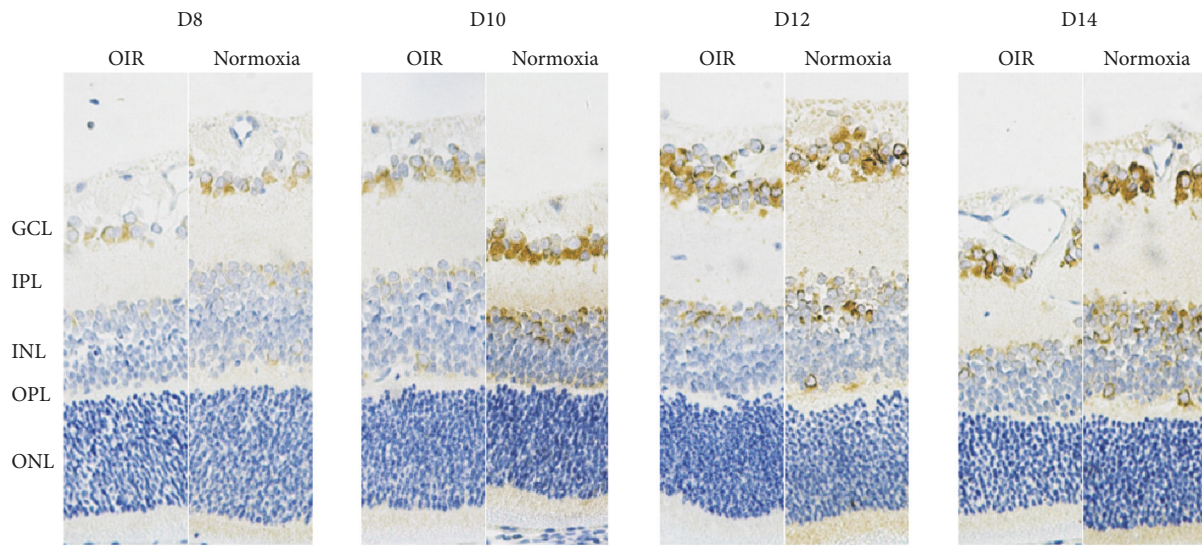 D8 D10 D12 D14
OIR Normoxia OIR Normoxia OIR Normoxia OIR Normoxia
GCL
IPL
INL
OPL
ONL